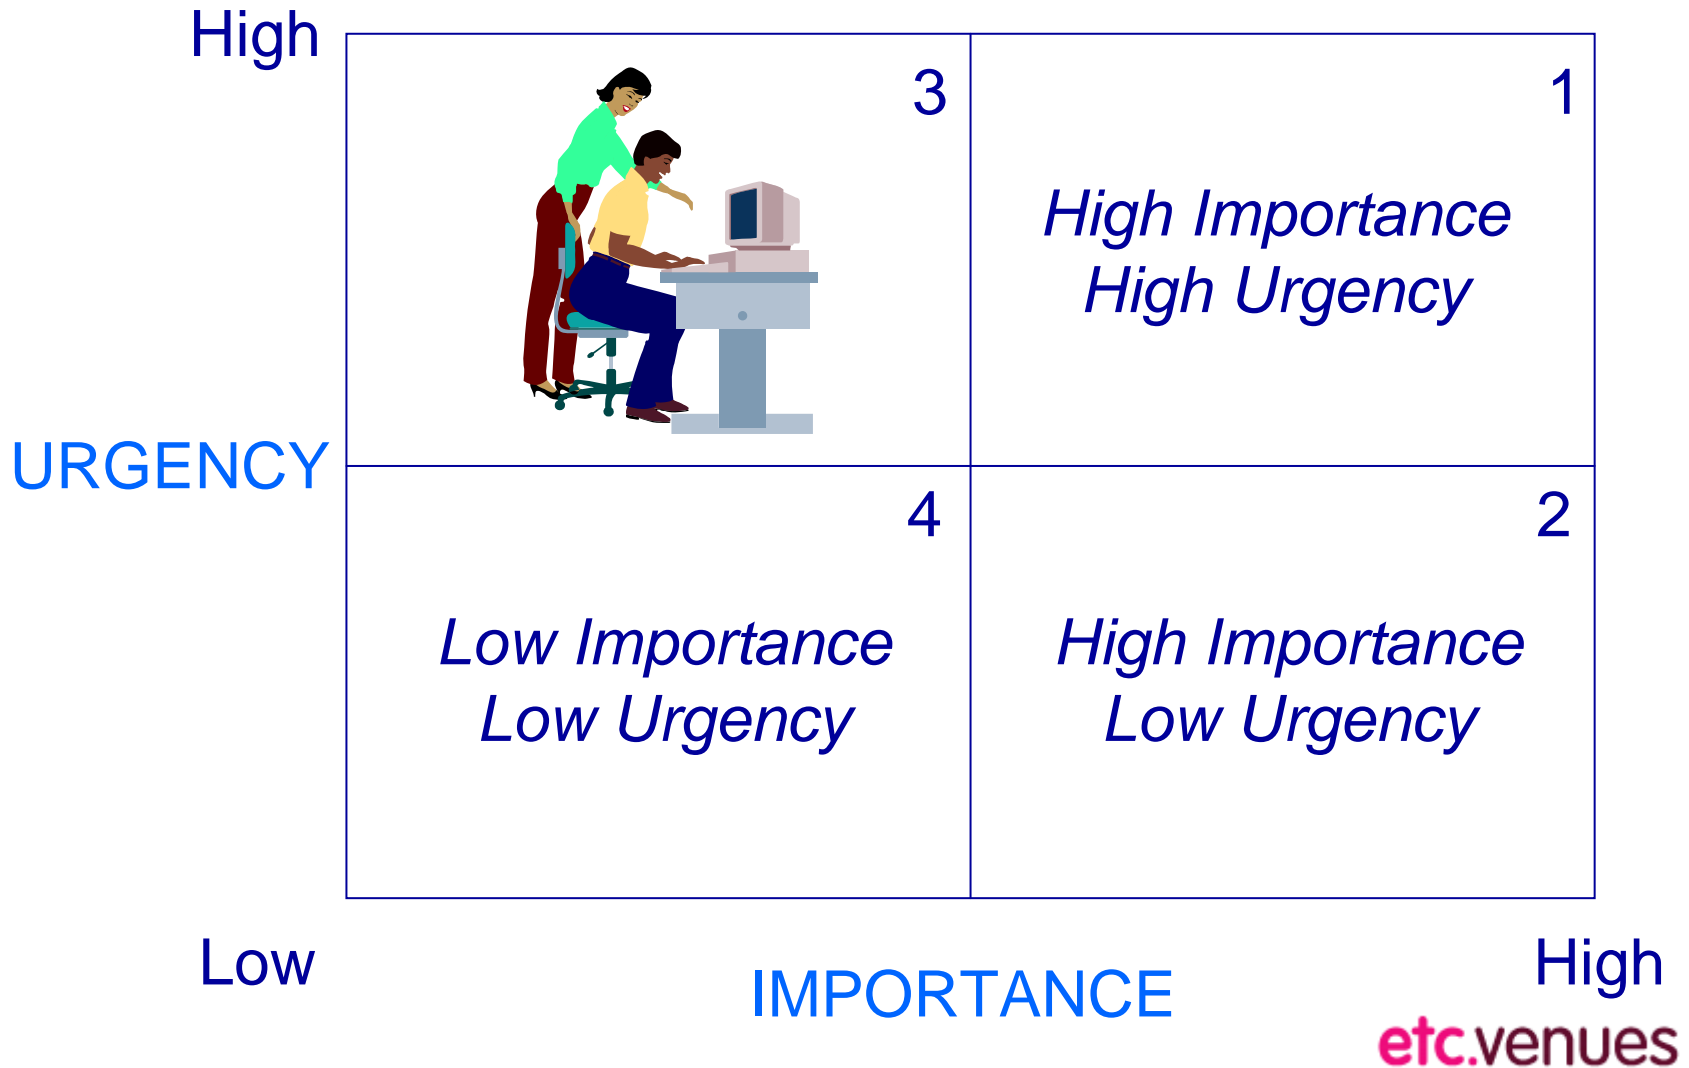 High
3
1
High Importance
High Urgency
URGENCY
4
2
Low Importance
Low Urgency
High Importance
Low Urgency
Low
IMPORTANCE
High
etc.venues